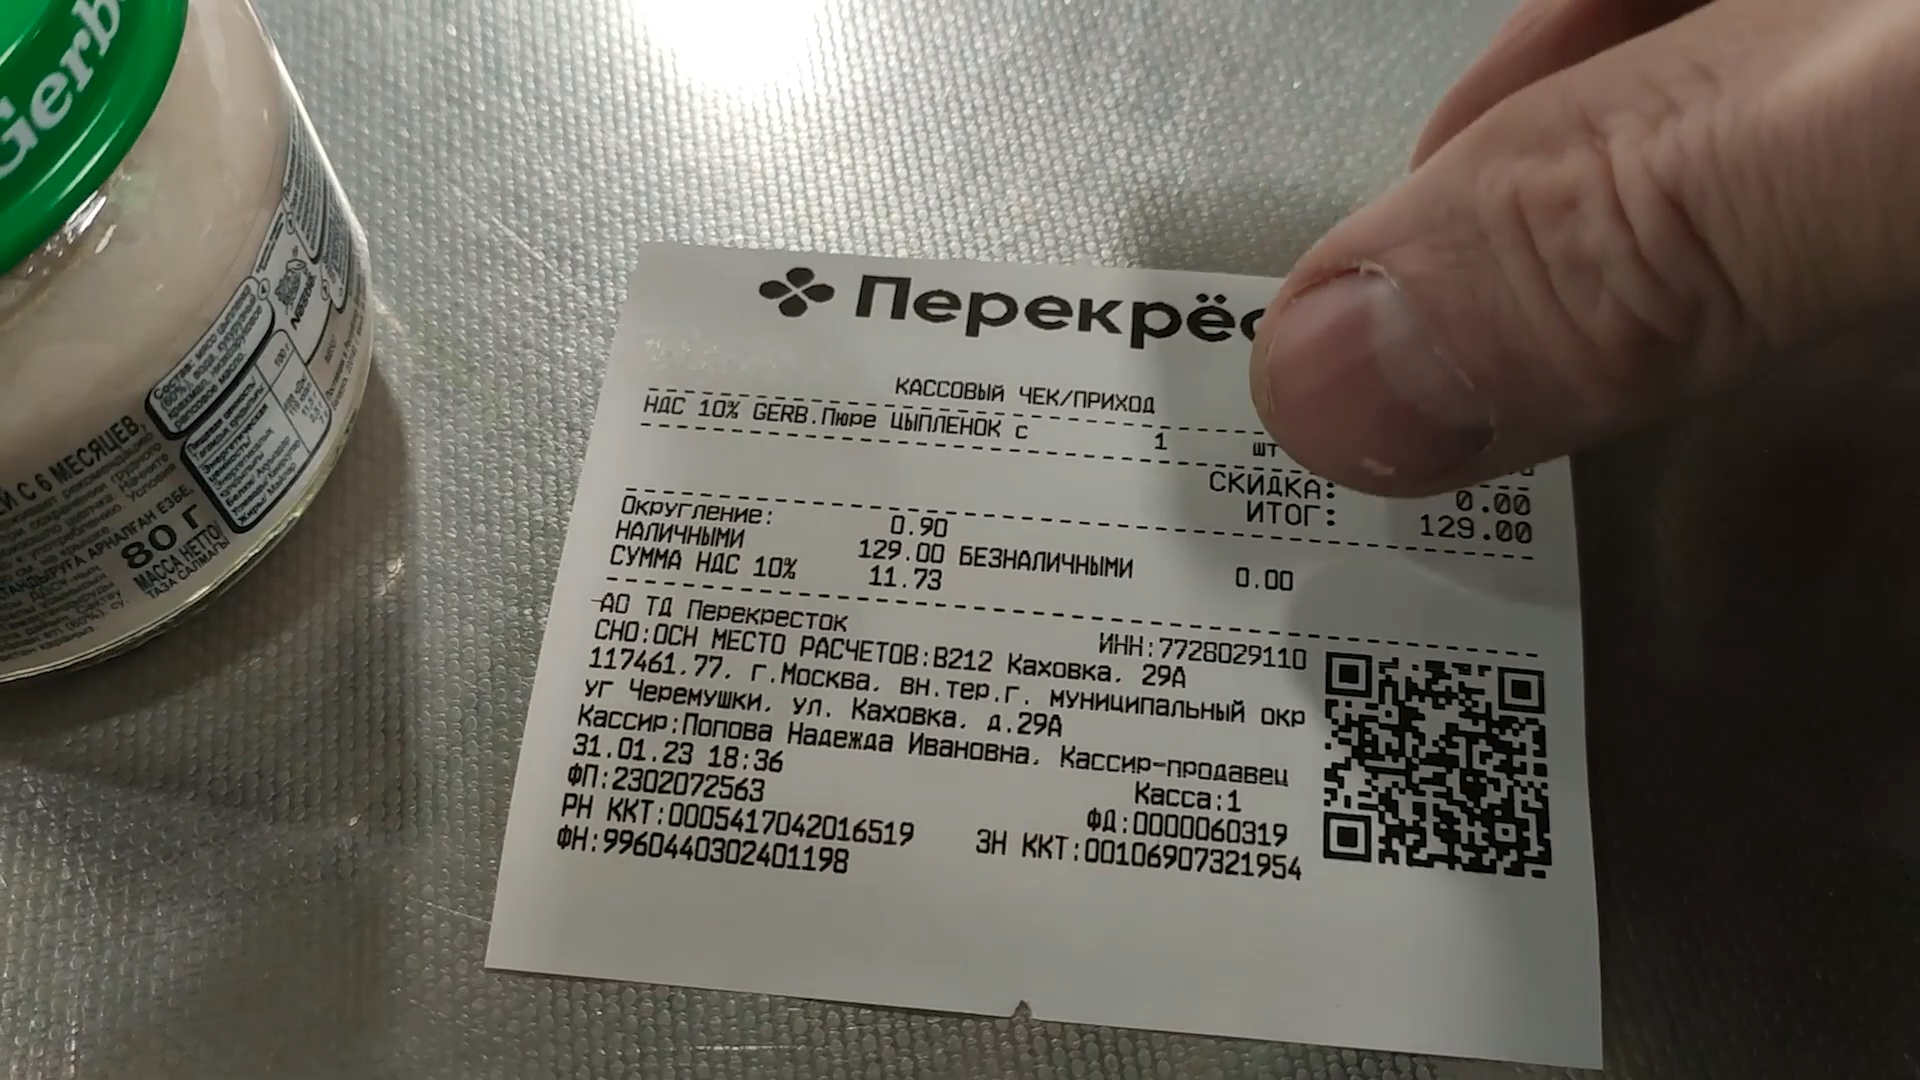 Gerb
Й С 6 МЕСЯЦЕВ,
80 г
МАССА НЕТТО/
ТАЗА САЛМАҒЫ
Nestlé
100 г
Перекрёс
КАССОВЫЙ ЧЕК/ПРИХОД
НДС 10% GERB.Пюре ЦЫПЛЕНОК с 1 шт
СКИДКА: 0.00
ИТОГ: 129.00
Округление: 0.90
НАЛИЧНЫМИ 129.00 БЕЗНАЛИЧНЫМИ 0.00
СУММА НДС 10% 11.73
АО ТД Перекресток ИНН:7728029110
СНО:ОСН МЕСТО РАСЧЕТОВ:В212 Каховка, 29А
117461,77, г.Москва, вн.тер.г, муниципальный окр
уг Черемушки, ул. Каховка, д.29А
Кассир:Попова Надежда Ивановна, Кассир-продавец
31.01.23 18:36 Касса:1
ФП:2302072563 ФД:0000060319
РН ККТ:0005417042016519 ЗН ККТ:00106907321954
ФН:9960440302401198